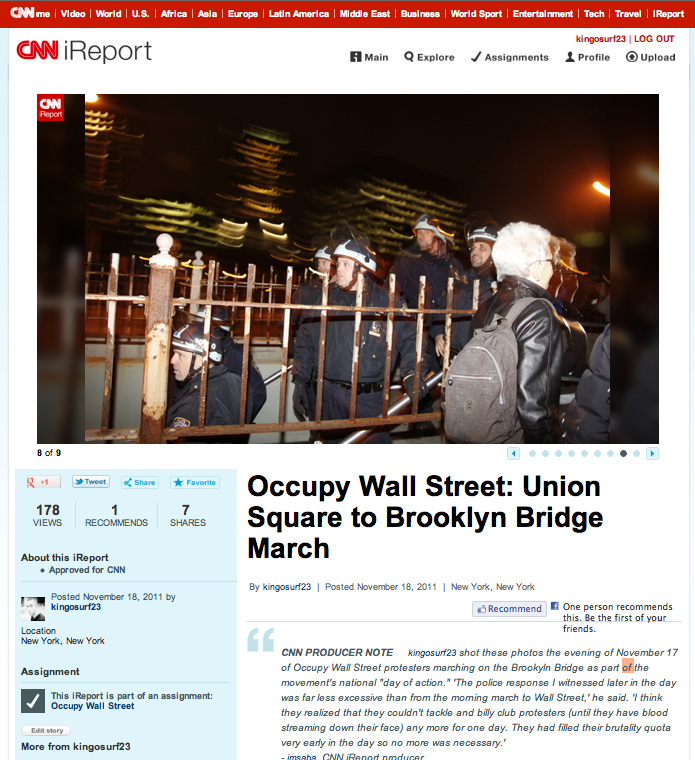 CNN me | Video | World | U.S. | Africa | Asia | Europe | Latin America | Middle East | Business | World Sport | Entertainment | Tech | Travel | iReport
CNN iReport
kingosurf23 | LOG OUT
Main Explore Assignments Profile Upload
CNN
iReport
8 of 9
+1 Tweet Share Favorite
178 1 7
VIEWS RECOMMENDS SHARES
About this iReport
• Approved for CNN
Posted November 18, 2011 by
kingosurf23
Location
New York, New York
Assignment
This iReport is part of an assignment:
Occupy Wall Street
Edit story
More from kingosurf23
Occupy Wall Street: Union
Square to Brooklyn Bridge
March
By kingosurf23 | Posted November 18, 2011 | New York, New York
Recommend
One person recommends
this. Be the first of your
friends.
CNN PRODUCER NOTE kingosurf23 shot these photos the evening of November 17
of Occupy Wall Street protesters marching on the Brookyln Bridge as part of the
movement's national "day of action." 'The police response I witnessed later in the day
was far less excessive than from the morning march to Wall Street,' he said. 'I think
they realized that they couldn't tackle and billy club protesters (until they have blood
streaming down their face) any more for one day. They had filled their brutality quota
very early in the day so no more was necessary.'
- jmsaba, CNN iReport producer